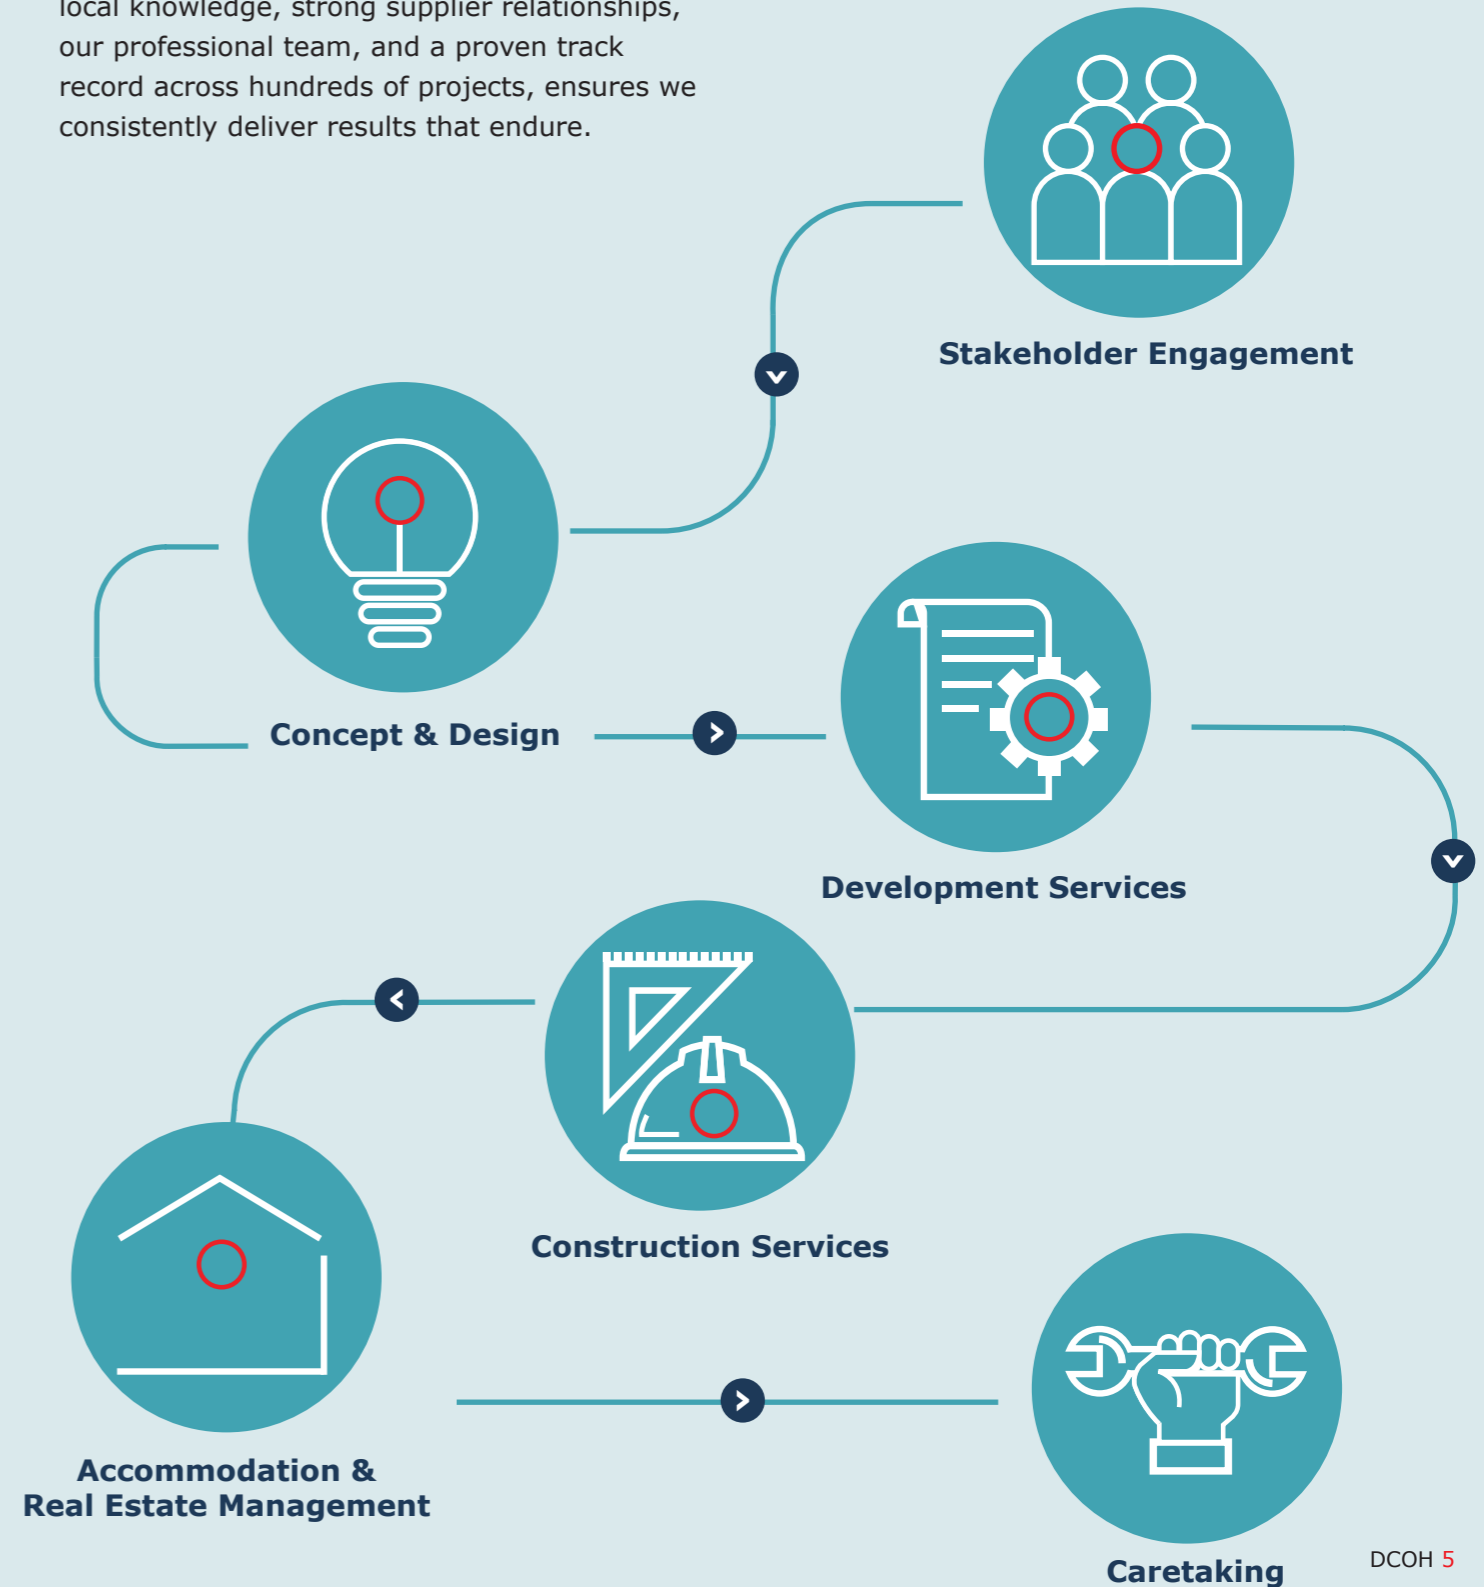 local knowledge, strong supplier relationships,
our professional team, and a proven track
record across hundreds of projects, ensures we
consistently deliver results that endure.
Stakeholder Engagement
Concept & Design
Development Services
Construction Services
Accommodation &
Real Estate Management
Caretaking
DCOH 5